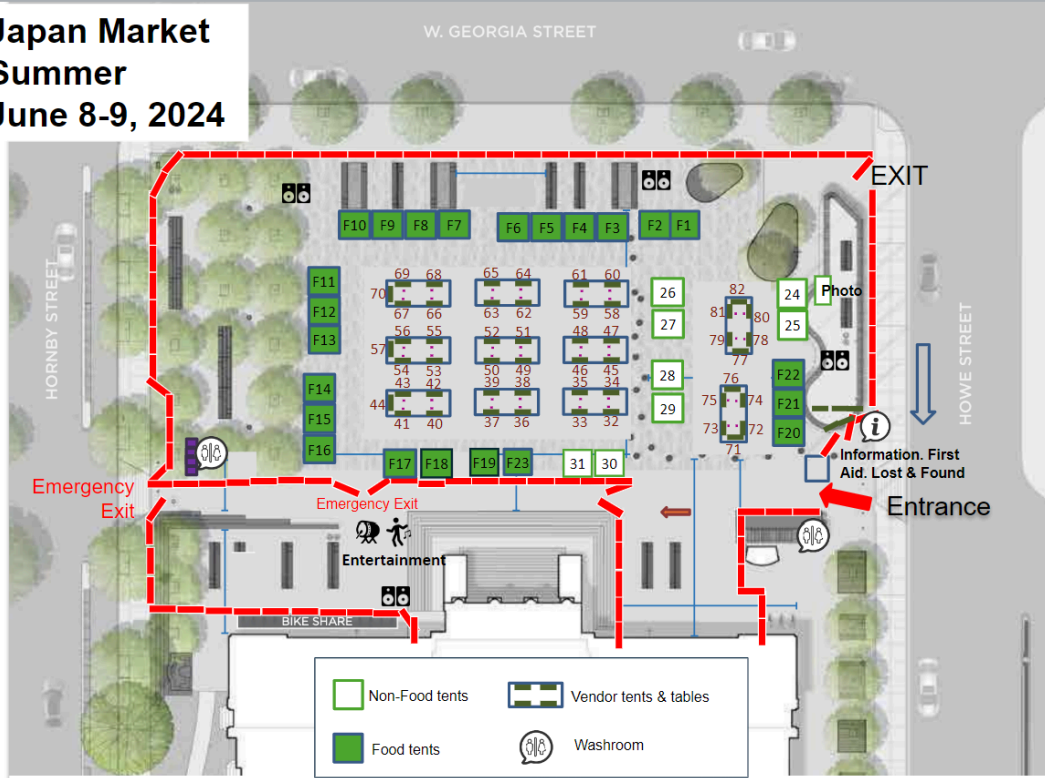 Japan Market
Summer
June 8-9, 2024
W. GEORGIA STREET
EXIT
F10 F9 F8 F7 F6 F5 F4 F3 F2 F1
HORNBY STREET
HOWE STREET
F11
F12
F13
F14
F15
F16
69 68 65 64 61 60
70
67 66 63 62 59 58
56 55 52 51 48 47
57
54 53 50 49 46 45
43 42 39 38 35 34
44
41 40 37 36 33 32
26
27
28
29
82
81 80
79 78
77
76
75 74
73 72
71
24 Photo
25
F22
F21
F20
F17 F18 F19 F23 31 30
i
Information. First
Aid. Lost & Found
Entrance
Emergency
Exit
Emergency Exit
Entertainment
BIKE SHARE
Non-Food tents
Vendor tents & tables
Food tents
Washroom